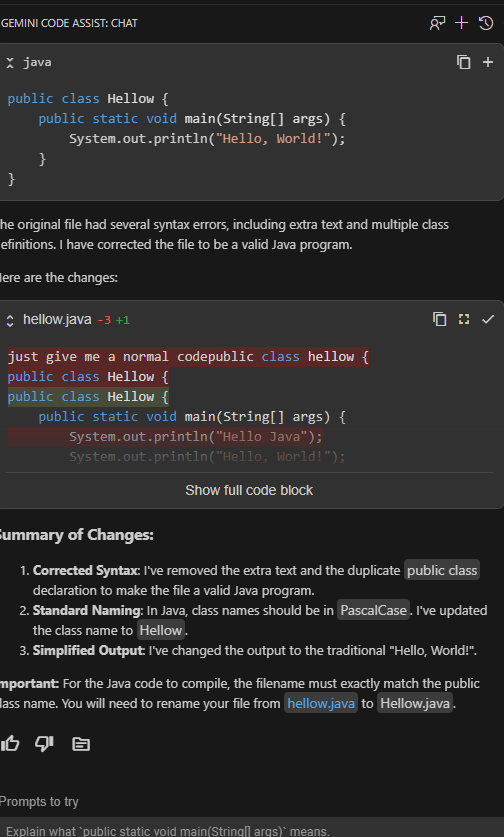 GEMINI CODE ASSIST: CHAT
java
public class Hellow {
    public static void main(String[] args) {
        System.out.println("Hello, World!");
    }
}
he original file had several syntax errors, including extra text and multiple class
efinitions. I have corrected the file to be a valid Java program.
ere are the changes:
hellow.java -3 +1
just give me a normal codepublic class hellow {
public class Hellow {
public class Hellow {
    public static void main(String[] args) {
        System.out.println("Hello Java");
        System.out.println("Hello, World!");
Show full code block
Summary of Changes:
1. Corrected Syntax: I've removed the extra text and the duplicate public class
declaration to make the file a valid Java program.
2. Standard Naming: In Java, class names should be in PascalCase. I've updated
the class name to Hellow.
3. Simplified Output: I've changed the output to the traditional "Hello, World!".
mportant: For the Java code to compile, the filename must exactly match the public
lass name. You will need to rename your file from hellow.java to Hellow.java.
Prompts to try
Explain what `public static void main(String[] args)` means.